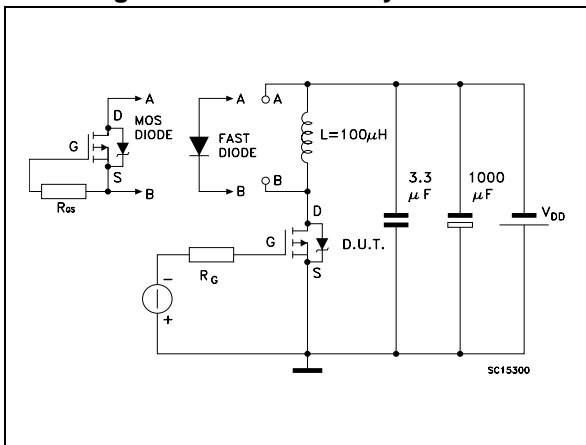 A
D
MOS
DIODE
G
S
B
RGS
A
FAST
DIODE
B
A
B
L=100μH
D
G
S
D.U.T.
RG
-
+
3.3
μF
1000
μF
VDD
SC15300